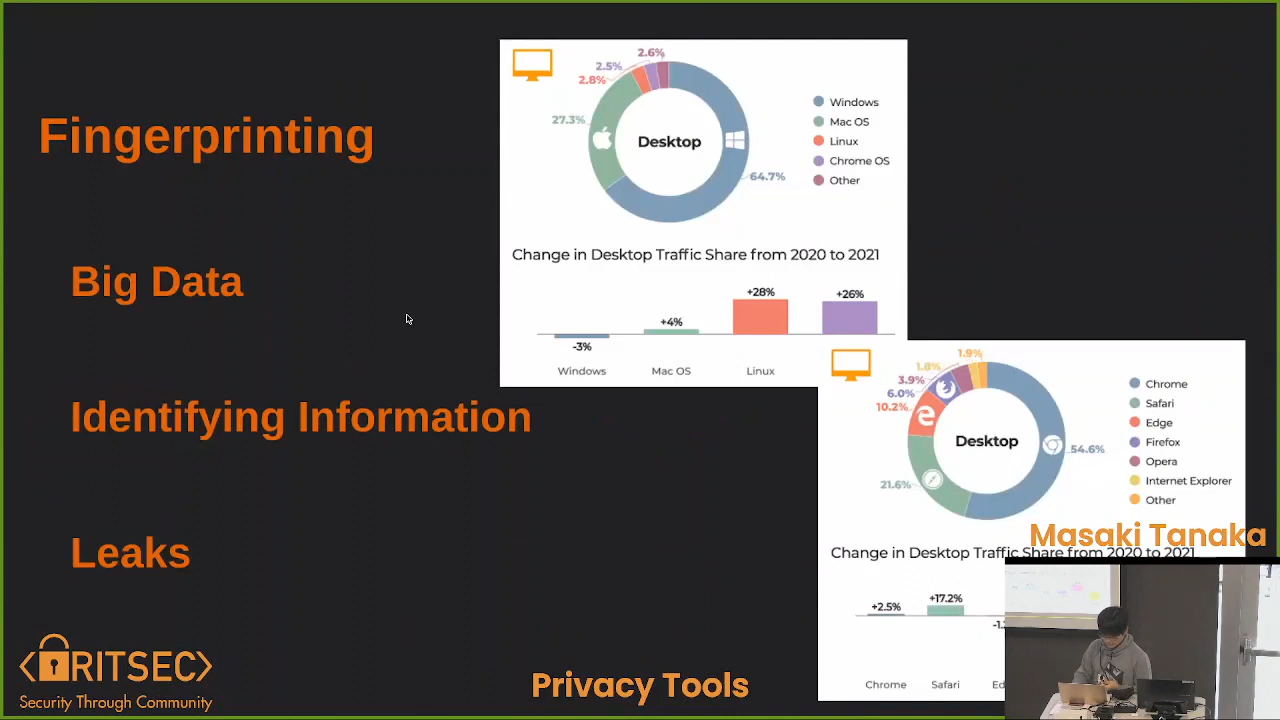 Fingerprinting
Big Data
Identifying Information
Leaks
RITSEC
Security Through Community
Privacy Tools
2.6%
2.5%
2.8%
27.3%
Desktop
64.7%
Windows
Mac OS
Linux
Chrome OS
Other
Change in Desktop Traffic Share from 2020 to 2021
-3%
+4%
+28%
+26%
Windows
Mac OS
Linux
1.9%
1.8%
3.9%
6.0%
10.2%
Desktop
54.6%
21.6%
Chrome
Safari
Edge
Firefox
Opera
Internet Explorer
Other
Masaki Tanaka
Change in Desktop Traffic Share from 2020 to 2021
+2.5%
+17.2%
Chrome
Safari